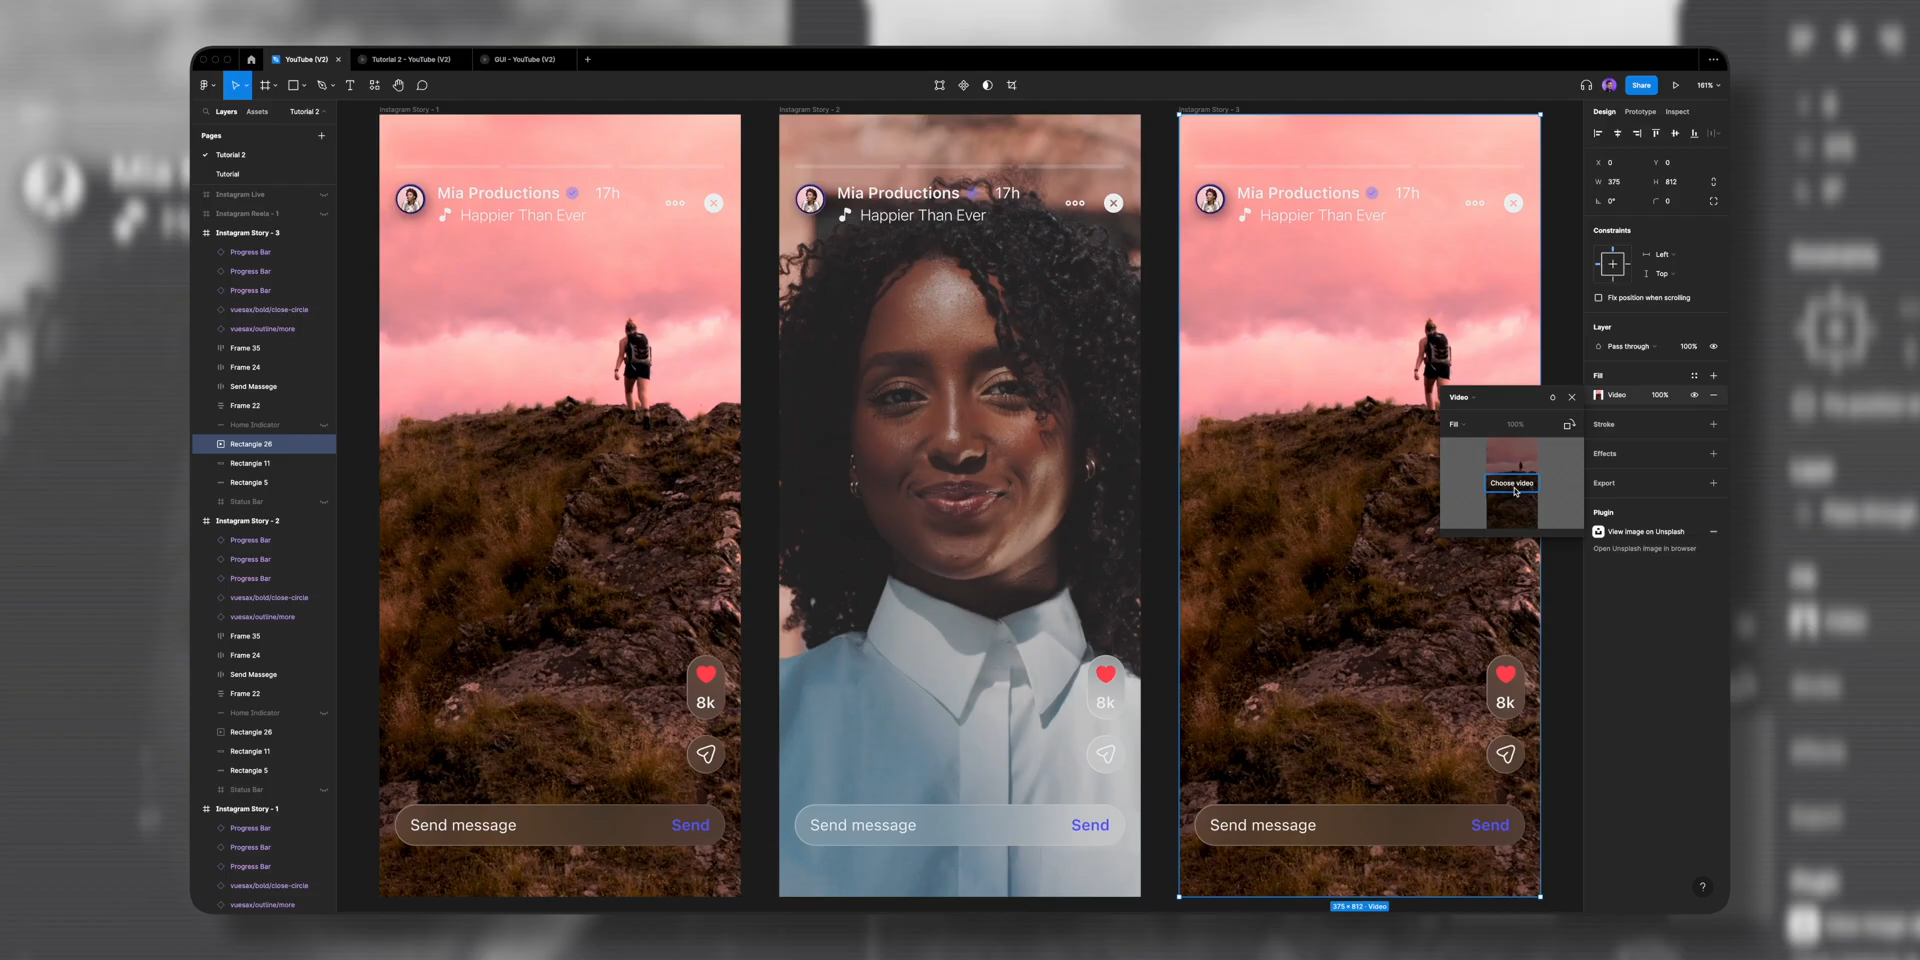 YouTube (V2)
Tutorial 2 - YouTube (V2)
GUI - YouTube (V2)
Share
161%
Layers
Assets
Tutorial 2
Pages
Tutorial 2
Tutorial
Instagram Live
Instagram Reels - 1
Instagram Story - 3
Progress Bar
Progress Bar
Progress Bar
vuesax/bold/close-circle
vuesax/outline/more
Frame 35
Frame 24
Send Massege
Frame 22
Home Indicator
Rectangle 26
Rectangle 11
Rectangle 5
Status Bar
Instagram Story - 2
Progress Bar
Progress Bar
Progress Bar
vuesax/bold/close-circle
vuesax/outline/more
Frame 35
Frame 24
Send Massege
Frame 22
Home Indicator
Rectangle 26
Rectangle 11
Rectangle 5
Status Bar
Instagram Story - 1
Progress Bar
Progress Bar
Progress Bar
vuesax/bold/close-circle
vuesax/outline/more
Instagram Story - 1
Mia Productions 17h
Happier Than Ever
8k
Send message Send
Instagram Story - 2
Mia Productions 17h
Happier Than Ever
8k
Send message Send
Instagram Story - 3
Mia Productions 17h
Happier Than Ever
8k
Send message Send
375 × 812 · Video
Video
Fill 100%
Choose video
Design Prototype Inspect
X 0 Y 0
W 375 H 812
0° 0
Constraints
Left
Top
Fix position when scrolling
Layer
Pass through 100%
Fill
Video 100%
Stroke
Effects
Export
Plugin
View image on Unsplash
Open Unsplash image in browser
?